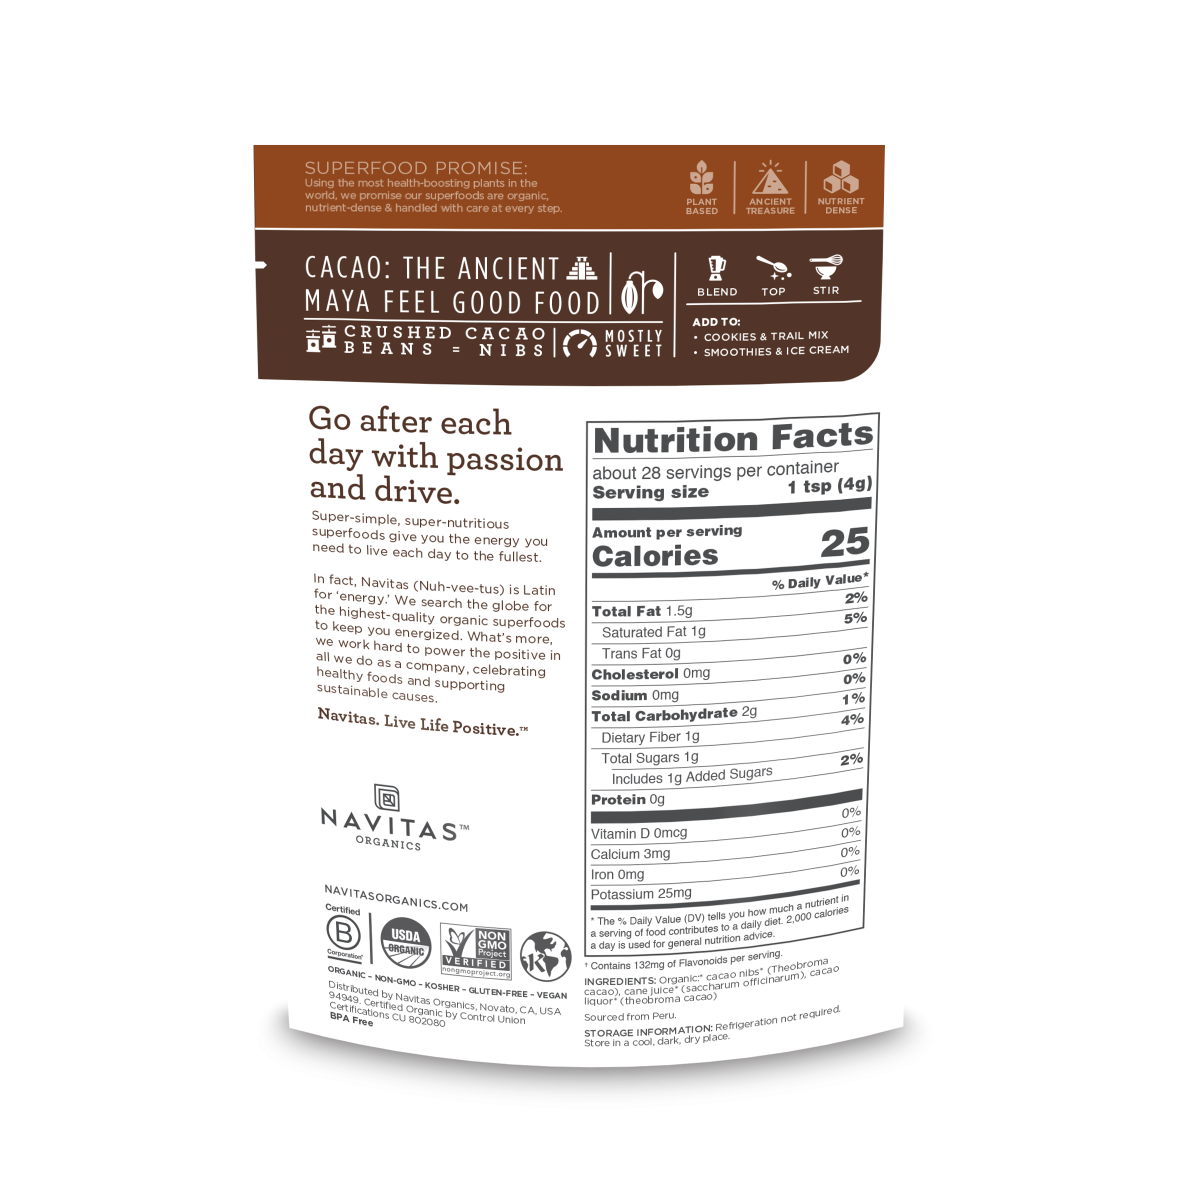 SUPERFOOD PROMISE:
Using the most health-boosting plants in the
world, we promise our superfoods are organic,
nutrient-dense & handled with care at every step.
PLANT
BASED
ANCIENT
TREASURE
NUTRIENT
DENSE
CACAO: THE ANCIENT
MAYA FEEL GOOD FOOD
CRUSHED CACAO
BEANS = NIBS
MOSTLY
SWEET
BLEND
TOP
STIR
ADD TO:
• COOKIES & TRAIL MIX
• SMOOTHIES & ICE CREAM
Go after each
day with passion
and drive.
Super-simple, super-nutritious
superfoods give you the energy you
need to live each day to the fullest.
In fact, Navitas (Nuh-vee-tus) is Latin
for ‘energy.’ We search the globe for
the highest-quality organic superfoods
to keep you energized. What’s more,
we work hard to power the positive in
all we do as a company, celebrating
healthy foods and supporting
sustainable causes.
Navitas. Live Life Positive.™
NAVITAS™
ORGANICS
NAVITASORGANICS.COM
Certified
B
Corporation
USDA
ORGANIC
NON
GMO
Project
VERIFIED
nongmoproject.org
K
ORGANIC – NON-GMO – KOSHER – GLUTEN-FREE – VEGAN
Distributed by Navitas Organics, Novato, CA, USA
94949. Certified Organic by Control Union
Certifications CU 802080
BPA Free
Nutrition Facts
about 28 servings per container
Serving size 1 tsp (4g)
Amount per serving
Calories 25
% Daily Value*
Total Fat 1.5g 2%
Saturated Fat 1g 5%
Trans Fat 0g
Cholesterol 0mg 0%
Sodium 0mg 0%
Total Carbohydrate 2g 1%
Dietary Fiber 1g 4%
Total Sugars 1g
Includes 1g Added Sugars 2%
Protein 0g
Vitamin D 0mcg 0%
Calcium 3mg 0%
Iron 0mg 0%
Potassium 25mg 0%
* The % Daily Value (DV) tells you how much a nutrient in
a serving of food contributes to a daily diet. 2,000 calories
a day is used for general nutrition advice.
† Contains 132mg of Flavonoids per serving.
INGREDIENTS: Organic:* cacao nibs* (Theobroma
cacao), cane juice* (saccharum officinarum), cacao
liquor* (theobroma cacao)
Sourced from Peru.
STORAGE INFORMATION: Refrigeration not required.
Store in a cool, dark, dry place.